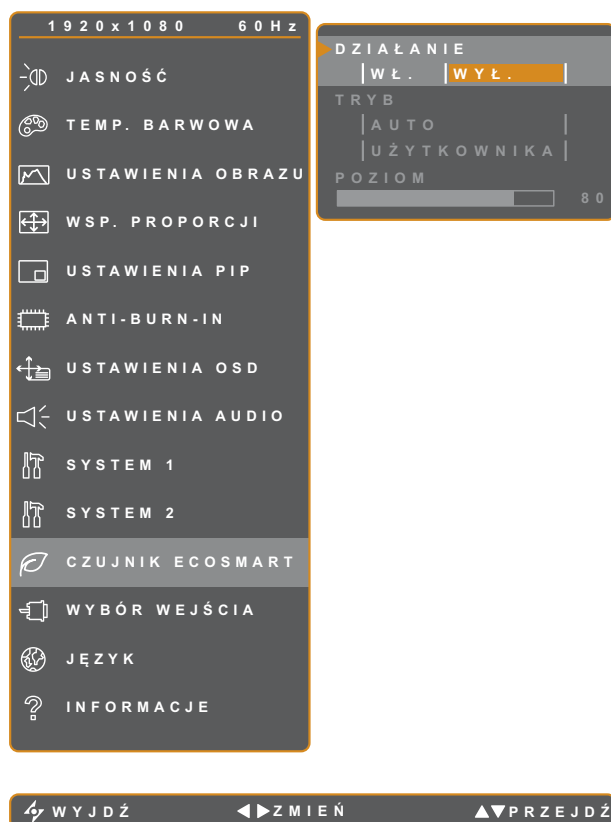 1920x1080 60Hz
JASNOŚĆ
TEMP. BARWOWA
USTAWIENIA OBRAZU
WSP. PROPORCJI
USTAWIENIA PIP
ANTI-BURN-IN
USTAWIENIA OSD
USTAWIENIA AUDIO
SYSTEM 1
SYSTEM 2
CZUJNIK ECOSMART
WYBÓR WEJŚCIA
JĘZYK
INFORMACJE
DZIAŁANIE
WŁ. WYŁ.
TRYB
AUTO
UŻYTKOWNIKA
POZIOM
80
WYJDŹ ZMIEŃ PRZEJDŹ